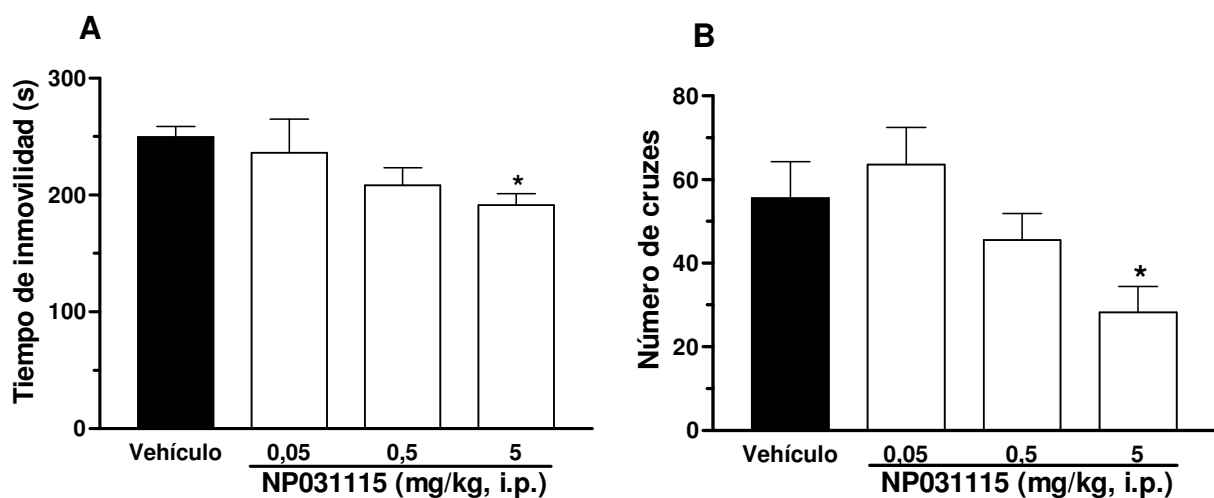 A
Tiempo de inmovilidad (s)
300
200
100
0
*
Vehículo
0,05
0,5
5
NP031115 (mg/kg, i.p.)
B
Número de cruzes
80
60
40
20
0
*
Vehículo
0,05
0,5
5
NP031115 (mg/kg, i.p.)